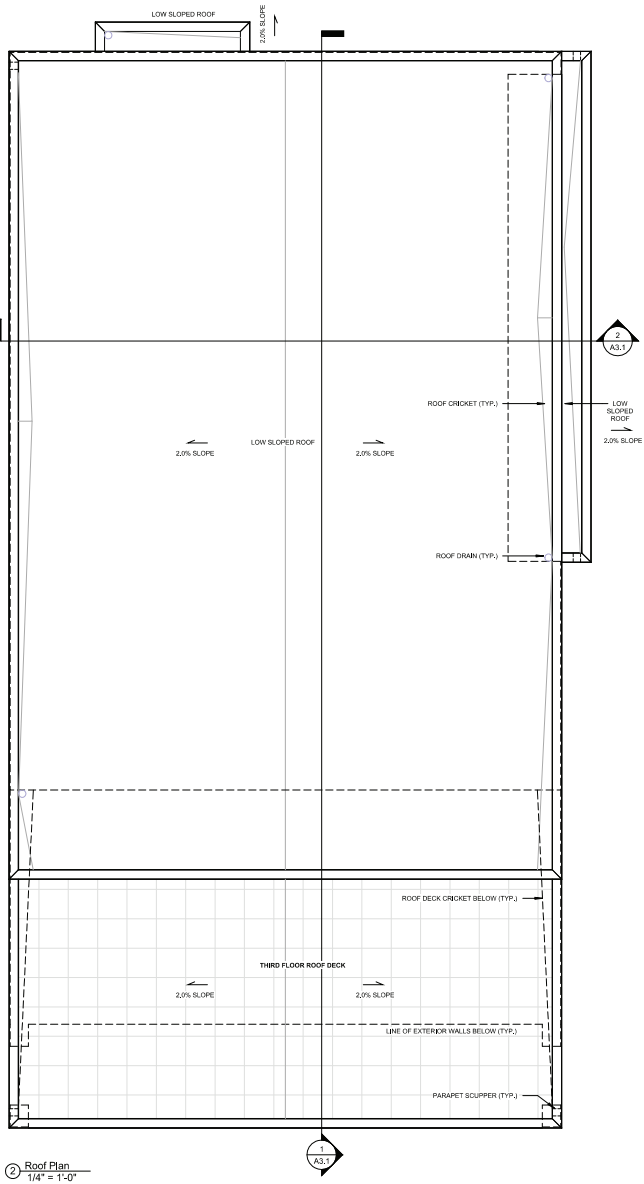 LOW SLOPED ROOF
2.0% SLOPE
2
A3.1
ROOF CRICKET (TYP.)
LOW
SLOPED
ROOF
2.0% SLOPE
LOW SLOPED ROOF
2.0% SLOPE
2.0% SLOPE
ROOF DRAIN (TYP.)
ROOF DECK CRICKET BELOW (TYP.)
THIRD FLOOR ROOF DECK
2.0% SLOPE
2.0% SLOPE
LINE OF EXTERIOR WALLS BELOW (TYP.)
PARAPET SCUPPER (TYP.)
1
A3.1
2 Roof Plan
1/4" = 1'-0"